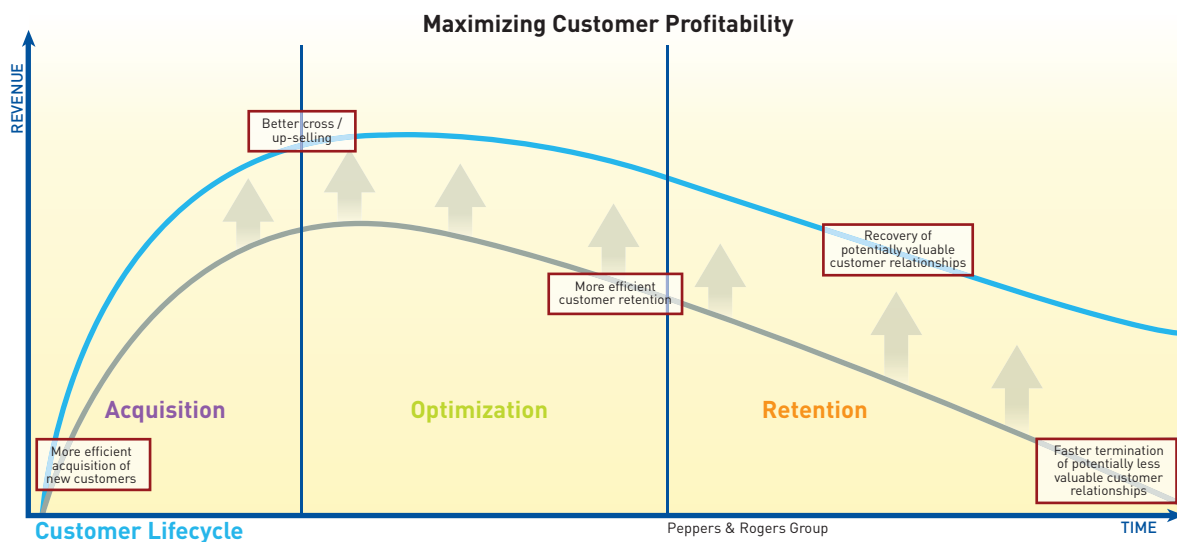 Maximizing Customer Profitability
REVENUE
Better cross /
up-selling
Recovery of
potentially valuable
customer relationships
More efficient
customer retention
Acquisition
Optimization
Retention
More efficient
acquisition of
new customers
Faster termination
of potentially less
valuable customer
relationships
Customer Lifecycle
Peppers & Rogers Group
TIME